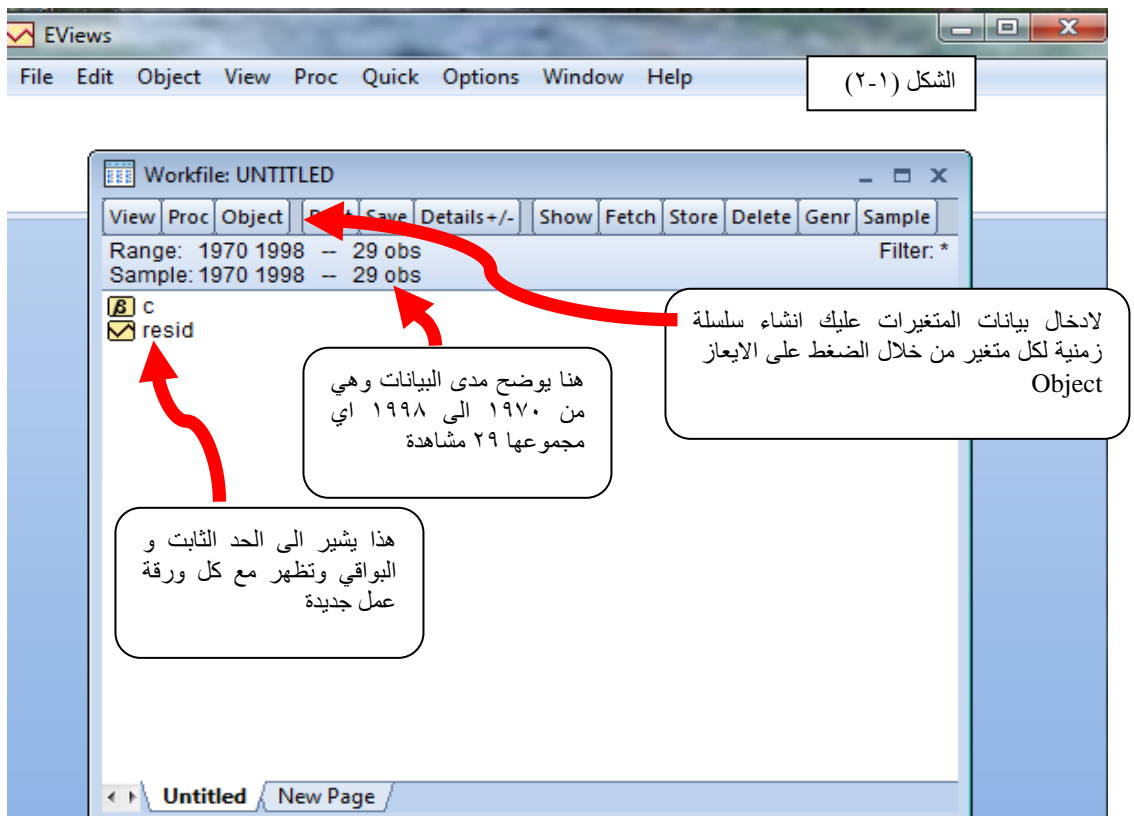 EViews
File Edit Object View Proc Quick Options Window Help
الشكل (١-٢)
Workfile: UNTITLED
View Proc Object Save Details+/- Show Fetch Store Delete Genr Sample
Range: 1970 1998 -- 29 obs Filter: *
Sample: 1970 1998 -- 29 obs
β c
resid
لادخال بيانات المتغيرات عليك انشاء سلسلة
زمنية لكل متغير من خلال الضغط على الايعاز
Object
هنا يوضح مدى البيانات وهي
من ١٩٧٠ الى ١٩٩٨ اي
مجموعها ٢٩ مشاهدة
هذا يشير الى الحد الثابت و
البواقي وتظهر مع كل ورقة
عمل جديدة
Untitled New Page